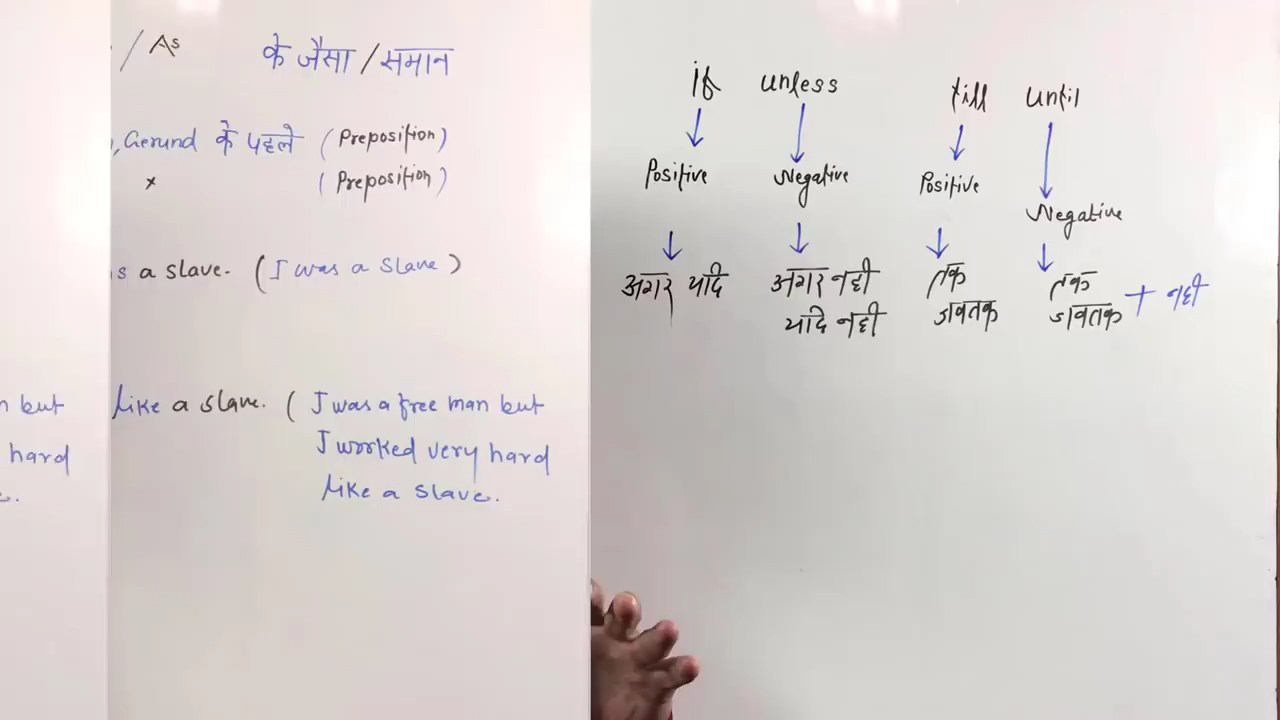 / As के जैसा / समान
, Gerund के पहले (Preposition)
x (Preposition)
s a slave. (I was a slave)
n but
hard
like a slave. (I was a free man but
I worked very hard
like a slave.
if unless till until
Positive Negative Positive Negative
अगर यदि अगर नही तक तक
यदि नही जबतक जबतक + नही